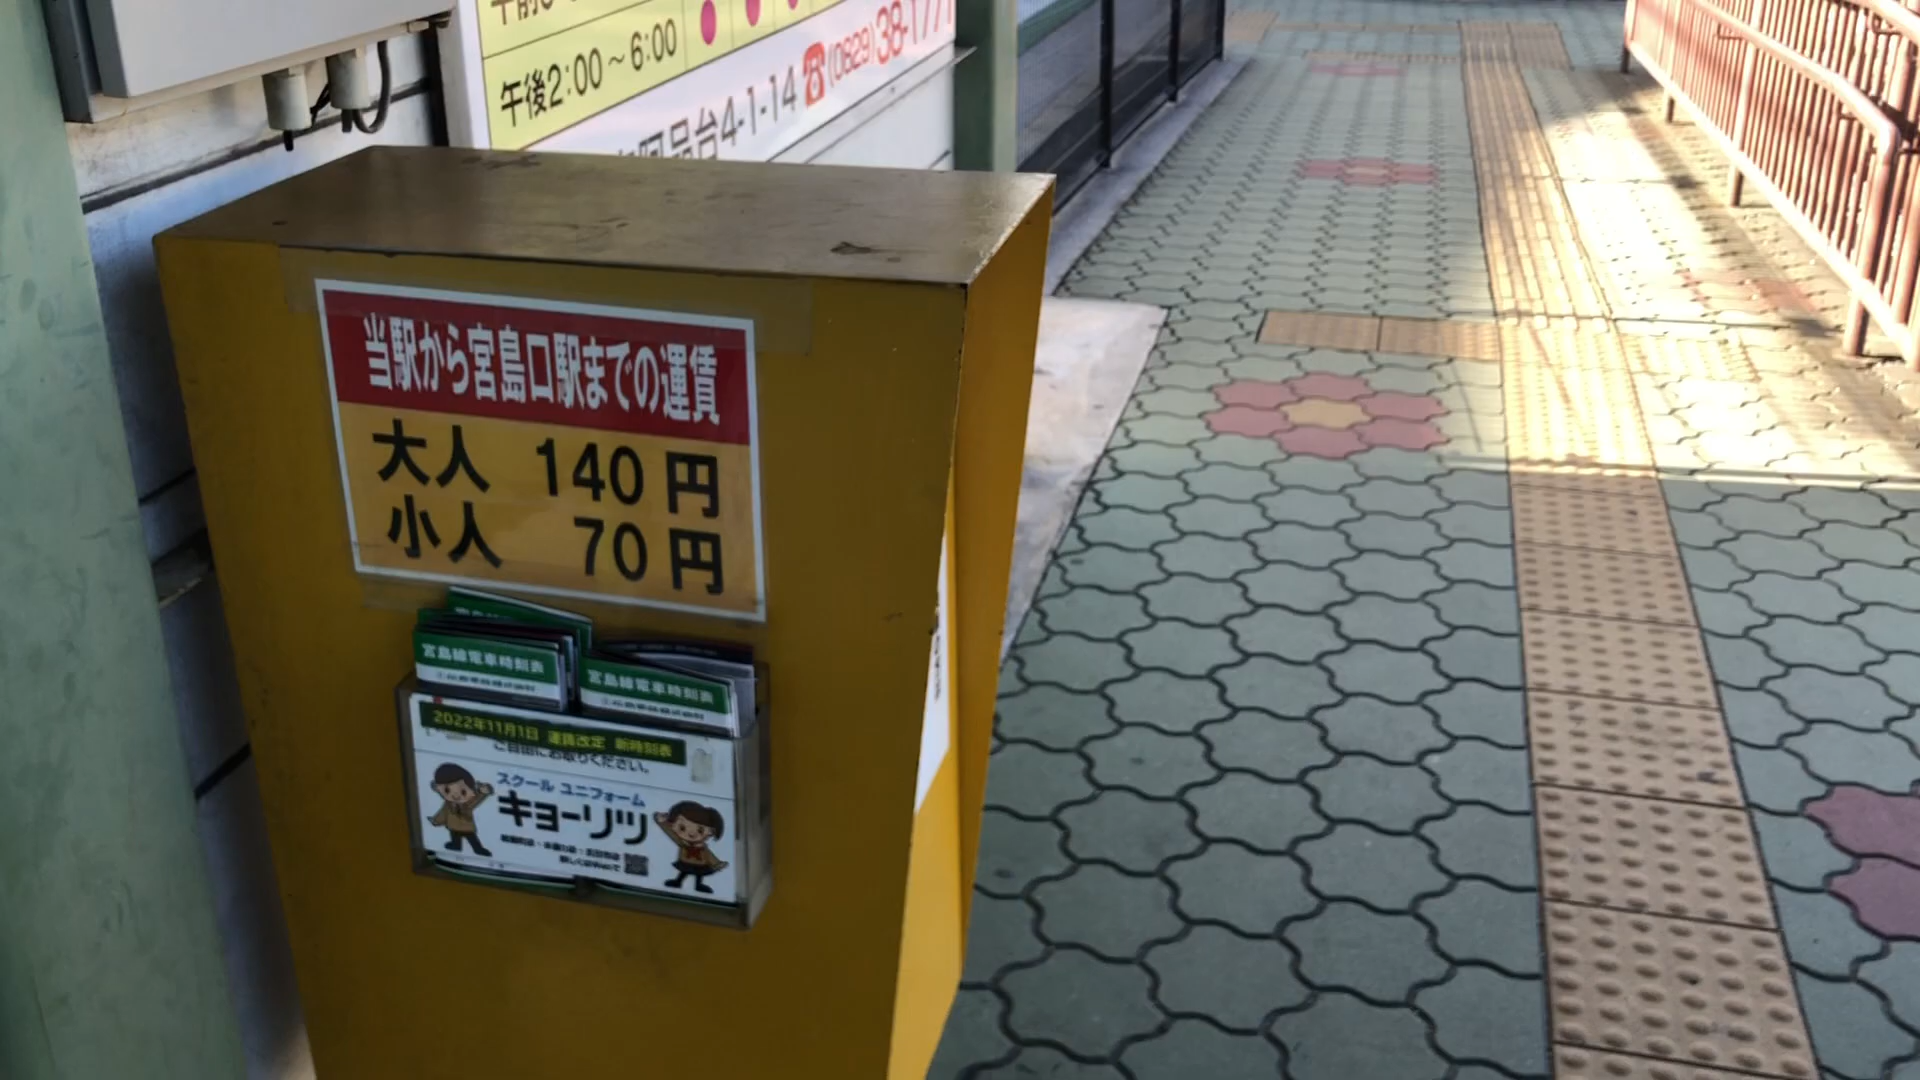 午後2:00～6:00
阿品台4-1-14 ☎(0829)38-1771
当駅から宮島口駅までの運賃
大人 140円
小人 70円
宮島線電車時刻表
宮島線電車時刻表
2022年11月1日 運賃改定 新時刻表
ご自由にお取りください。
スクール ユニフォーム
キョーリツ